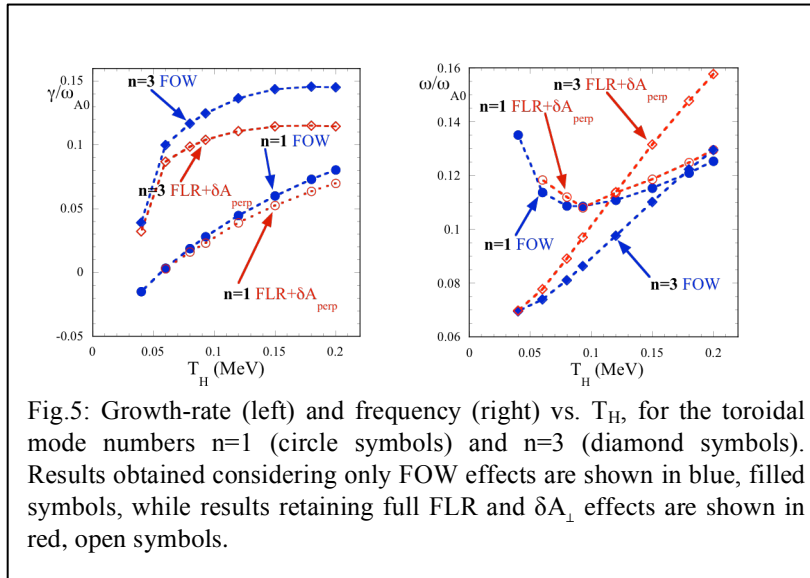 0.15
γ/ω_A0
n=3 FOW
0.1
n=1 FOW
n=3 FLR+δA_perp
0.05
0
n=1 FLR+δA_perp
-0.05
0 0.05 0.1 0.15 0.2
T_H (MeV)
0.16
ω/ω_A0
n=3 FLR+δA_perp
0.14
n=1 FLR+δA_perp
0.12
n=1 FOW
0.1
n=3 FOW
0.08
0.06
0 0.05 0.1 0.15 0.2
T_H (MeV)
Fig.5: Growth-rate (left) and frequency (right) vs. T_H, for the toroidal
mode numbers n=1 (circle symbols) and n=3 (diamond symbols).
Results obtained considering only FOW effects are shown in blue, filled
symbols, while results retaining full FLR and δA_⊥ effects are shown in
red, open symbols.